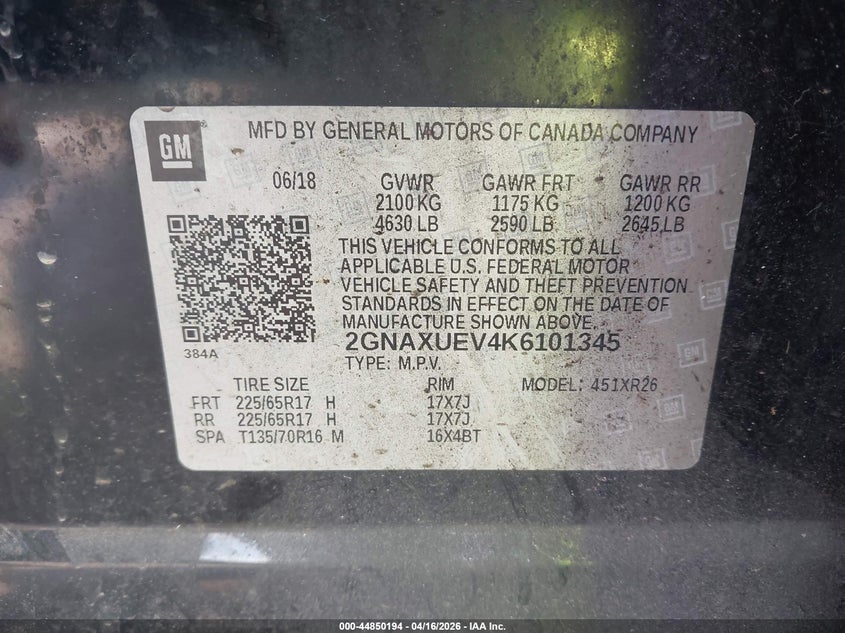 GM
MFD BY GENERAL MOTORS OF CANADA COMPANY
06/18 GVWR GAWR FRT GAWR RR
2100 KG 1175 KG 1200 KG
4630 LB 2590 LB 2645 LB
THIS VEHICLE CONFORMS TO ALL
APPLICABLE U.S. FEDERAL MOTOR
VEHICLE SAFETY AND THEFT PREVENTION
STANDARDS IN EFFECT ON THE DATE OF
MANUFACTURE SHOWN ABOVE.
384A
2GNAXUEV4K6101345
TYPE: M.P.V.
TIRE SIZE RIM MODEL: 451XR26
FRT 225/65R17 H 17X7J
RR 225/65R17 H 17X7J
SPA T135/70R16 M 16X4BT
000-44850194 - 04/16/2026 - IAA Inc.